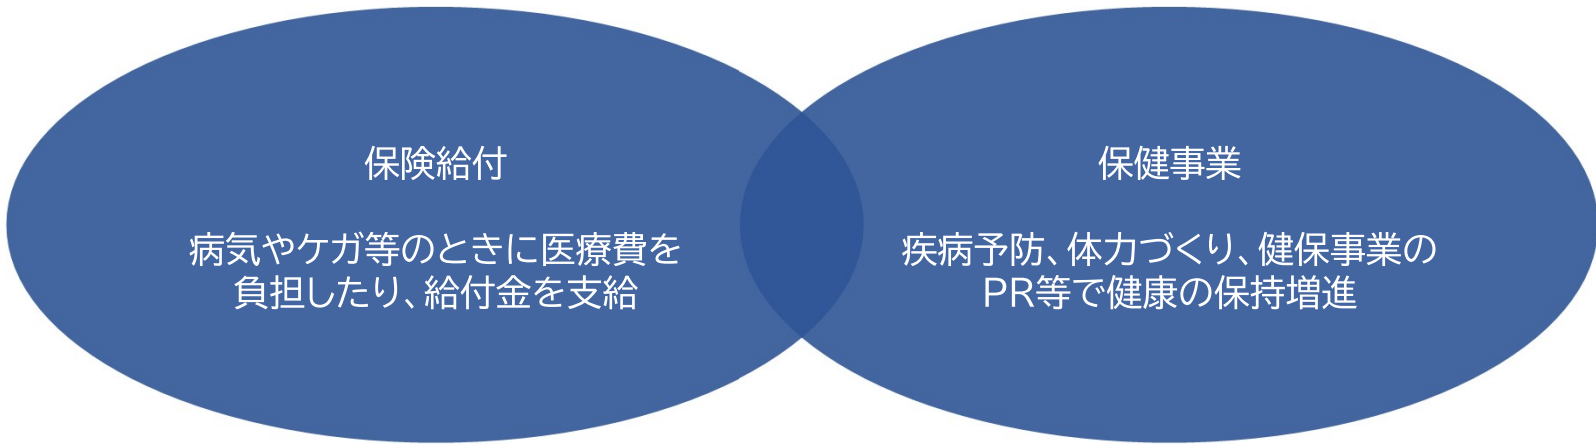 保険給付
病気やケガ等のときに医療費を
負担したり、給付金を支給
保健事業
疾病予防、体力づくり、健保事業の
PR等で健康の保持増進